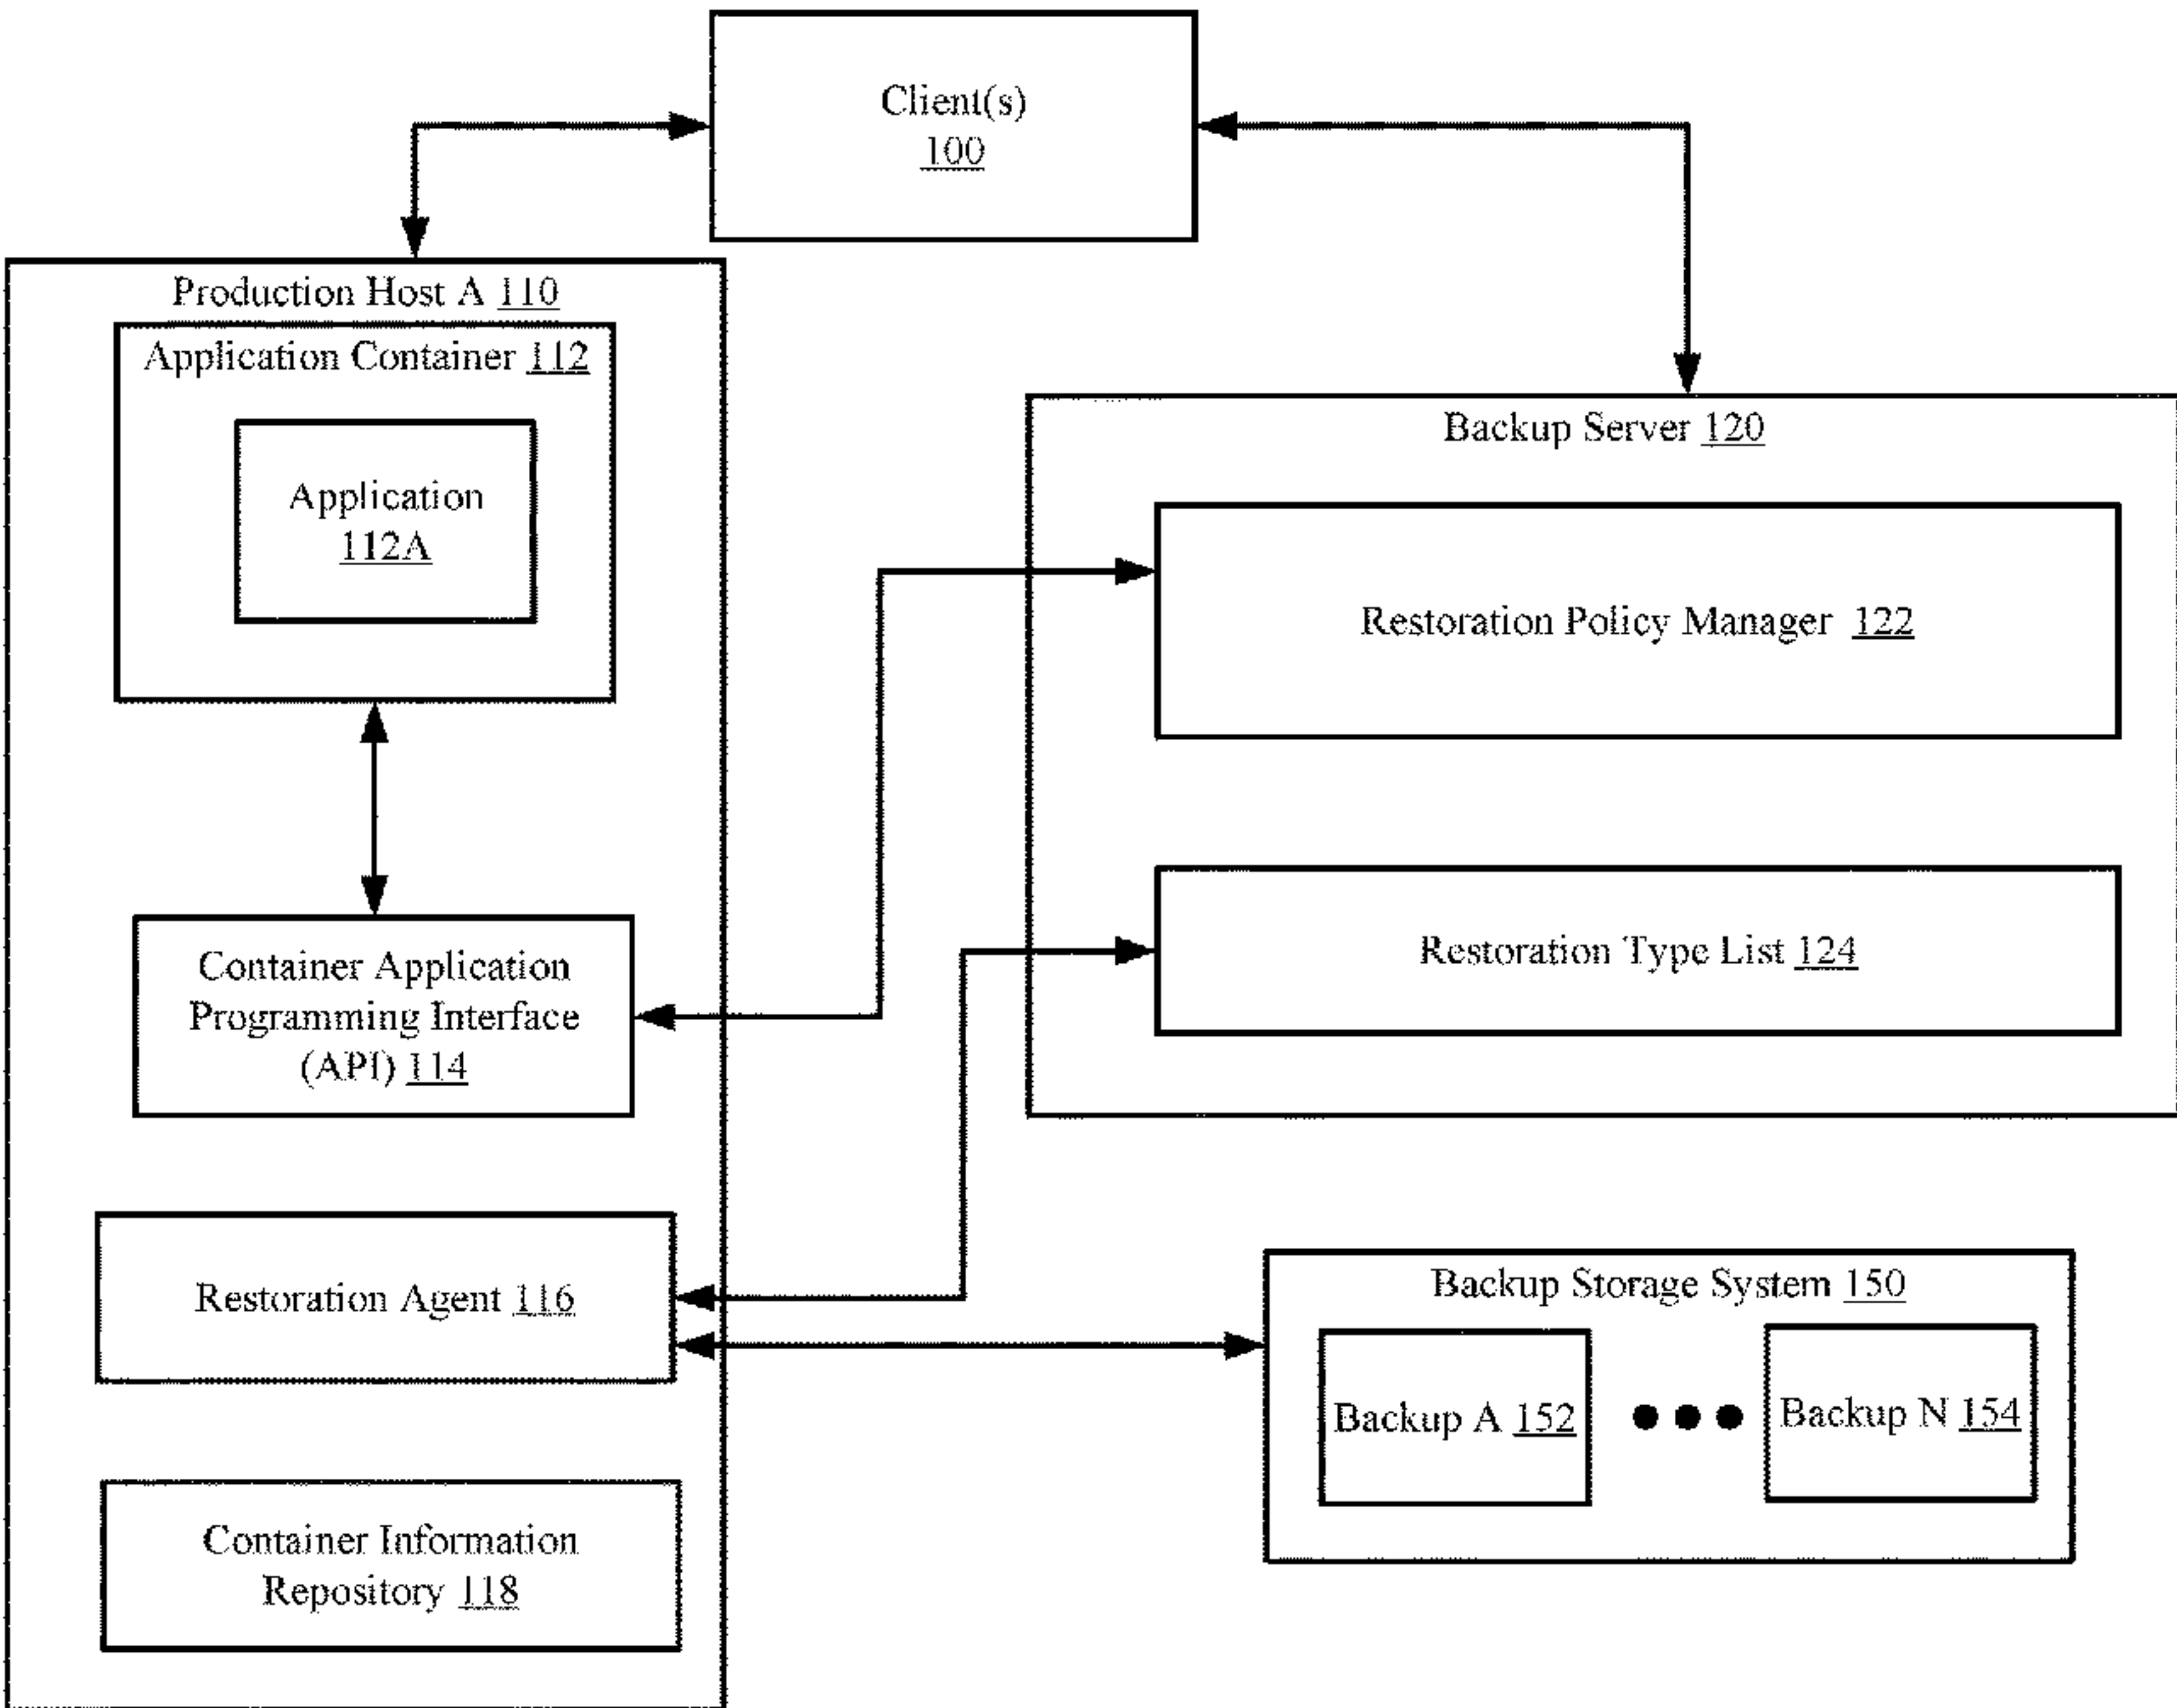 Client(s)
100
Production Host A 110
Application Container 112
Application
112A
Container Application
Programming Interface
(API) 114
Restoration Agent 116
Container Information
Repository 118
Backup Server 120
Restoration Policy Manager 122
Restoration Type List 124
Backup Storage System 150
Backup A 152
Backup N 154